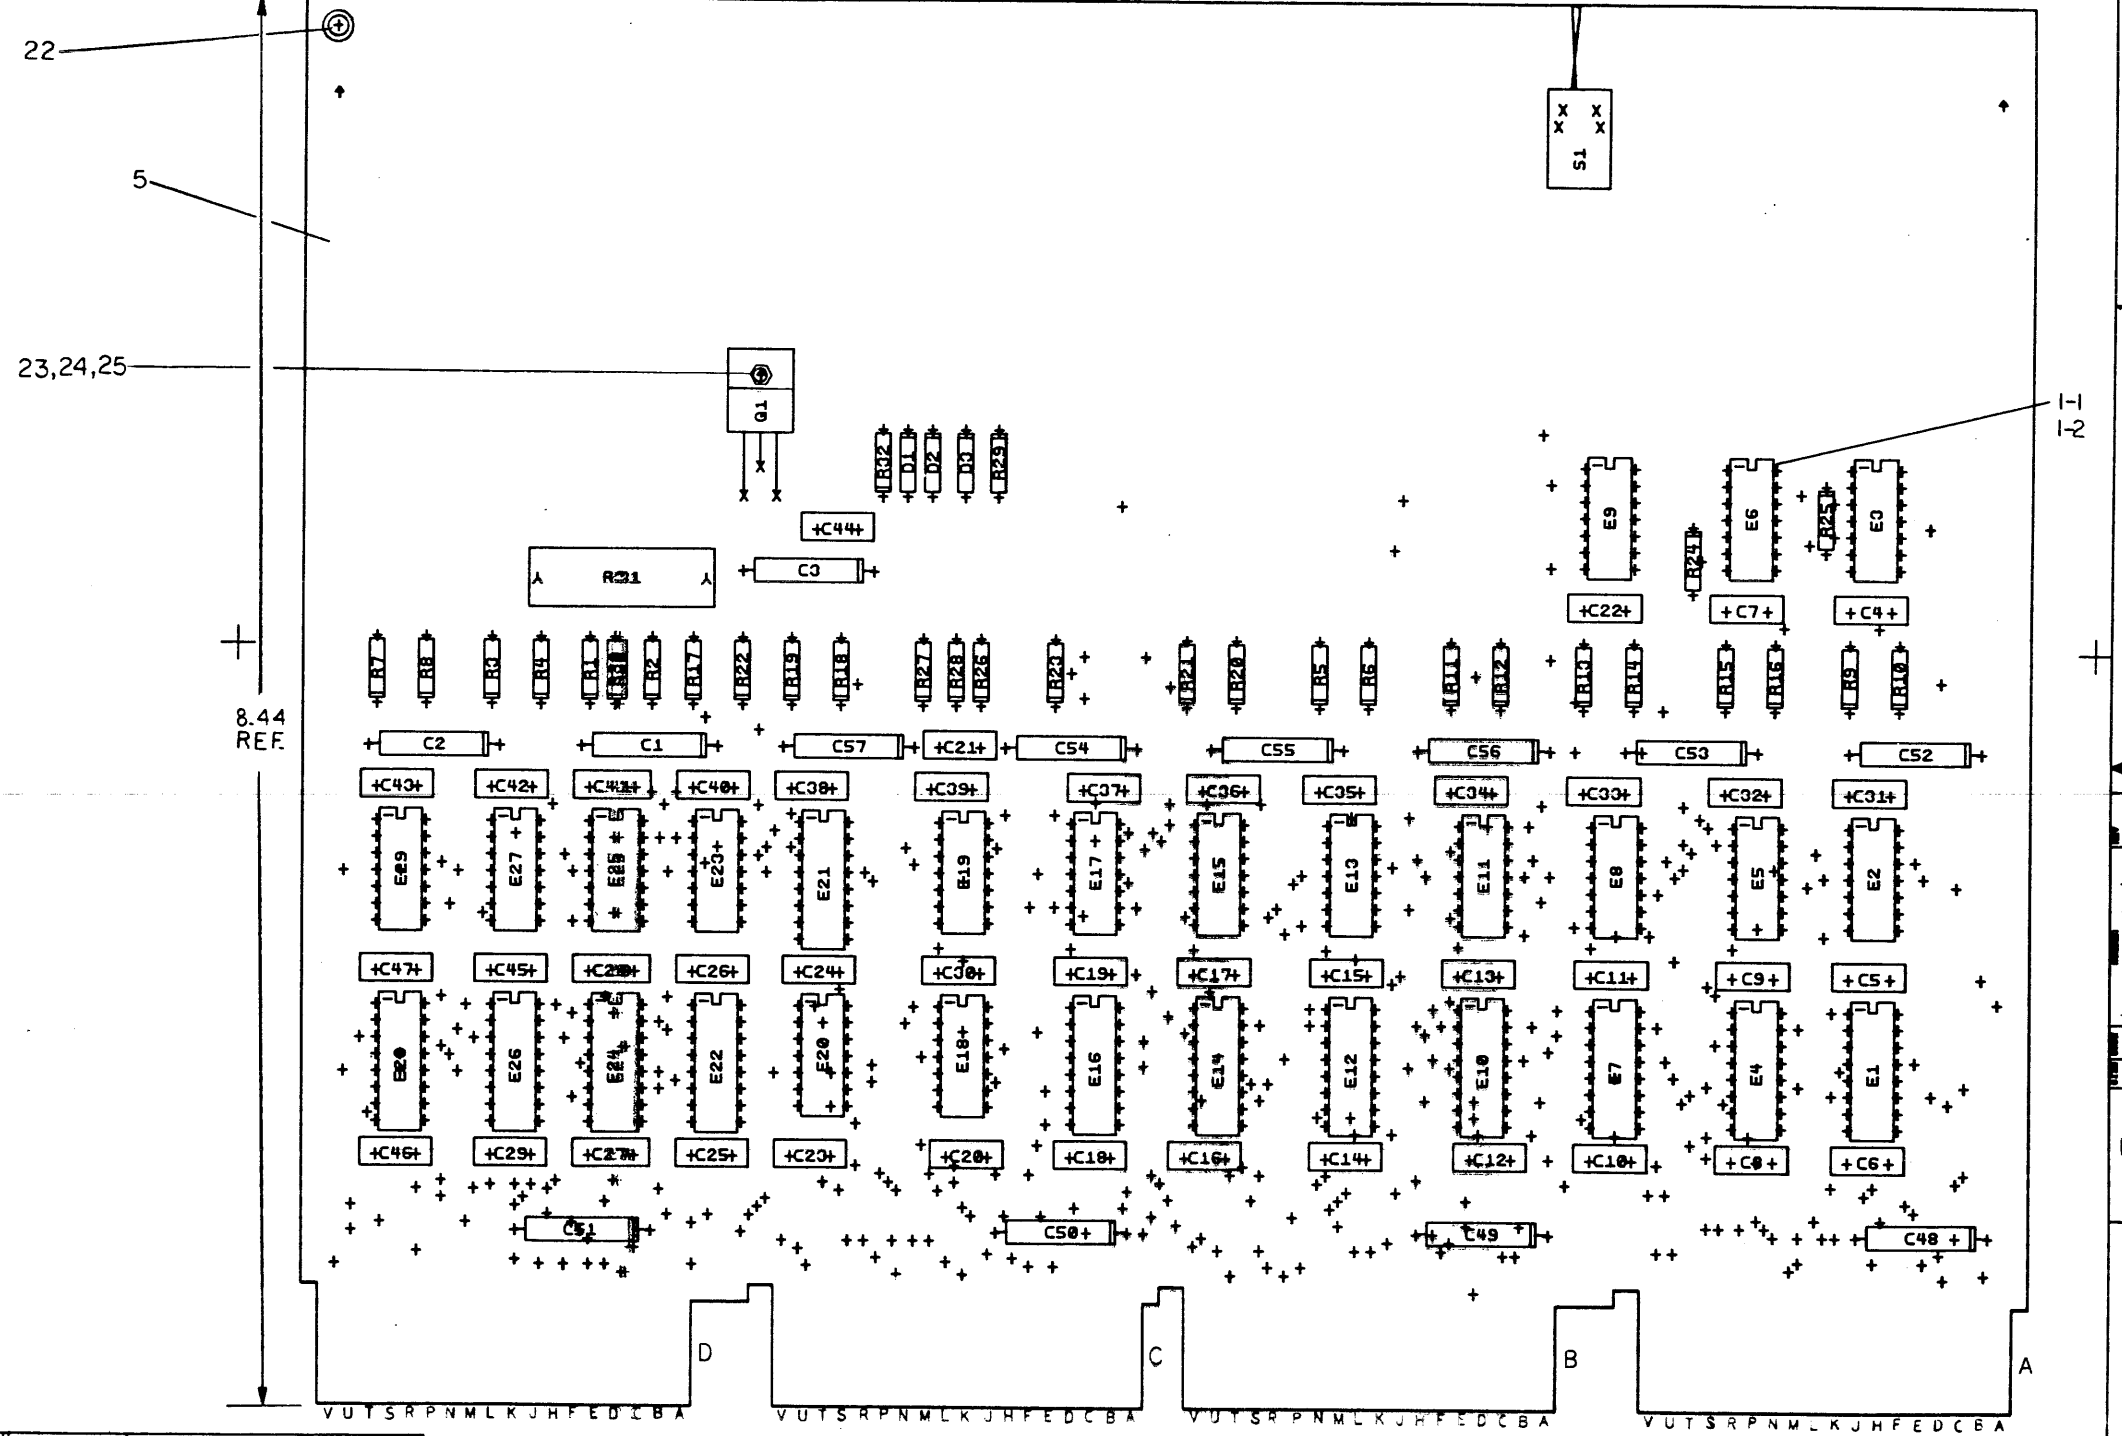 22
5
S1
23,24,25
Q1
1-1
1-2
R32 D1 D2 D3 R29
E9 E6 R25 E3
C44
R24
C3
R31
C22 C7 C4
R7 R8 R3 R4 R1 R2 R17 R22 R19 R18 R27 R28 R26 R23 R21 R20 R5 R6 R11 R12 R13 R14 R15 R16 R9 R10
8.44
REF.
C2 C1 C57 C21 C54 C55 C56 C53 C52
C43 C42 C41 C40 C38 C39 C37 C36 C35 C34 C33 C32 C31
E29 E27 E25 E23 E21 E19 E17 E15 E13 E11 E8 E5 E2
C47 C45 C26 C24 C30 C19 C17 C15 C13 C11 C9 C5
E26 E24 E22 E20 E18 E16 E14 E12 E10 E7 E4 E1
C46 C29 C27 C25 C23 C20 C18 C16 C14 C12 C10 C8 C6
C51 C50 C49 C48
D C B A
V U T S R P N M L K J H F E D C B A V U T S R P N M L K J H F E D C B A V U T S R P N M L K J H F E D C B A V U T S R P N M L K J H F E D C B A